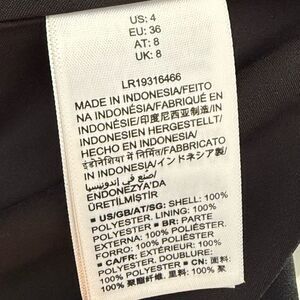 US: 4
EU: 36
AT: 8
UK: 8
LR19316466
MADE IN INDONESIA/FEITO
NA INDONÉSIA/FABRIQUÉ EN
INDONÉSIE/印度尼西亚制造/IN
INDONESIEN HERGESTELLT/
HECHO EN INDONESIA/
इंडोनेशिया में निर्मित/FABBRICATO
IN INDONESIA/インドネシア製/
صنع في اندونيسيا/
ENDONEZYA'DA
ÜRETİLMİŞTİR
■ US/GB/AT/SG: SHELL: 100%
POLYESTER. LINING: 100%
POLYESTER. ■ BR: PARTE
EXTERNA: 100% POLIÉSTER.
FORRO: 100% POLIÉSTER.
■ CA/FR: EXTÉRIEUR: 100%
POLYESTER. DOUBLURE:
100% POLYESTER. ■ CN: 面料:
100% 聚酯纤维. 里料: 100% 聚